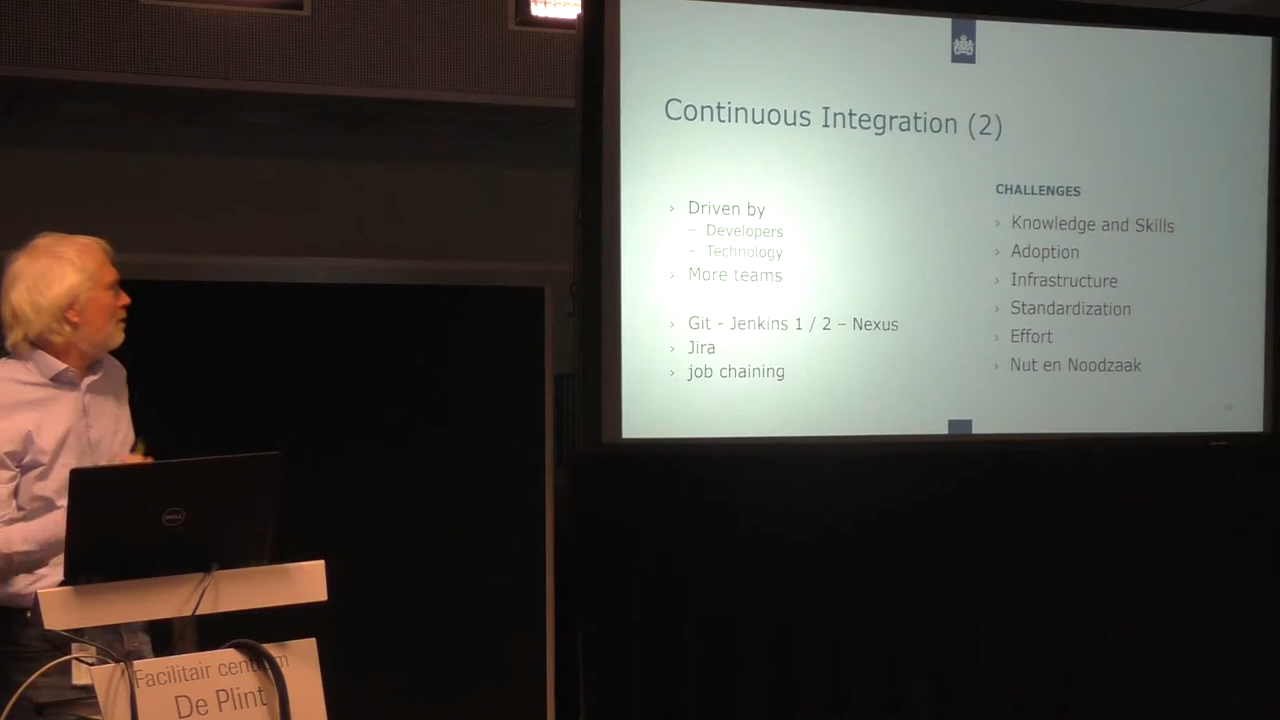 Continuous Integration (2)
› Driven by
– Developers
– Technology
› More teams
› Git - Jenkins 1 / 2 – Nexus
› Jira
› job chaining
CHALLENGES
› Knowledge and Skills
› Adoption
› Infrastructure
› Standardization
› Effort
› Nut en Noodzaak
DELL
Facilitair centrum
De Plint